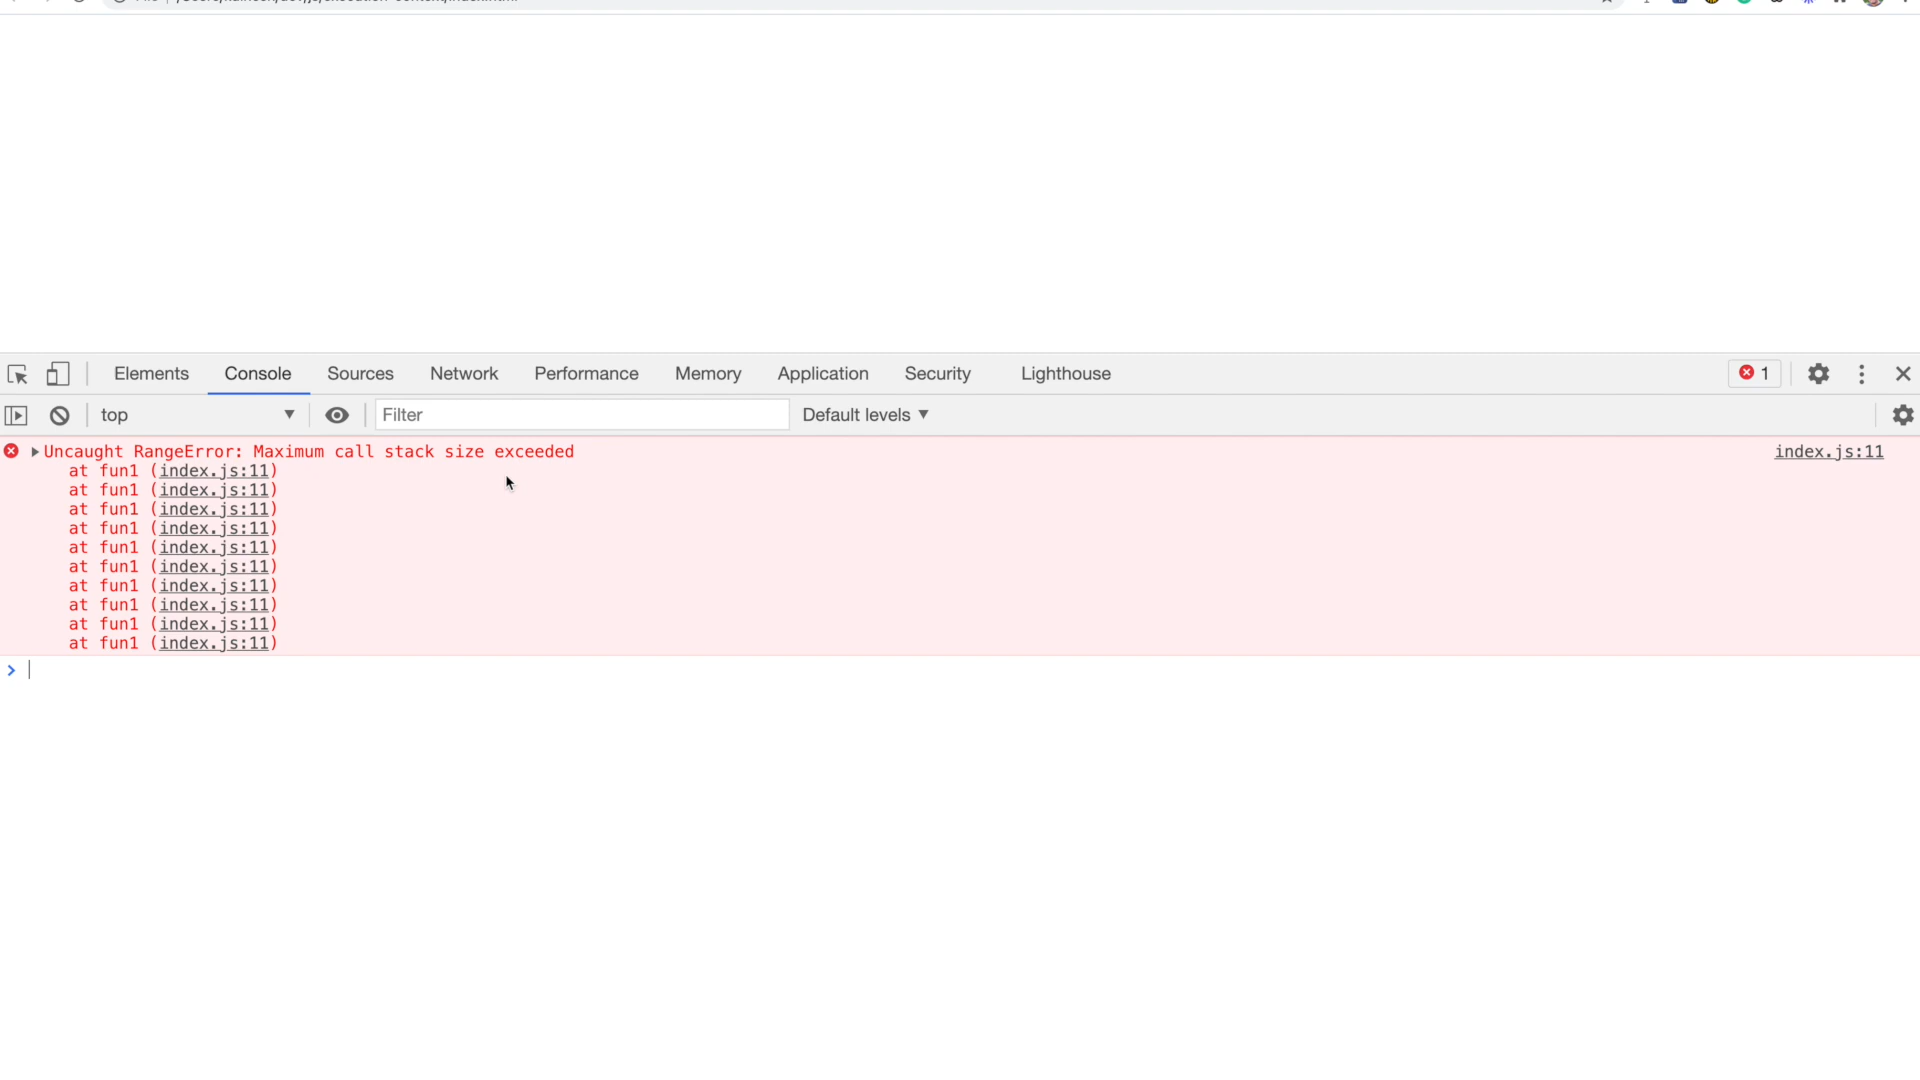 Elements Console Sources Network Performance Memory Application Security Lighthouse 1
top Filter Default levels
Uncaught RangeError: Maximum call stack size exceeded index.js:11
at fun1 (index.js:11)
at fun1 (index.js:11)
at fun1 (index.js:11)
at fun1 (index.js:11)
at fun1 (index.js:11)
at fun1 (index.js:11)
at fun1 (index.js:11)
at fun1 (index.js:11)
at fun1 (index.js:11)
at fun1 (index.js:11)